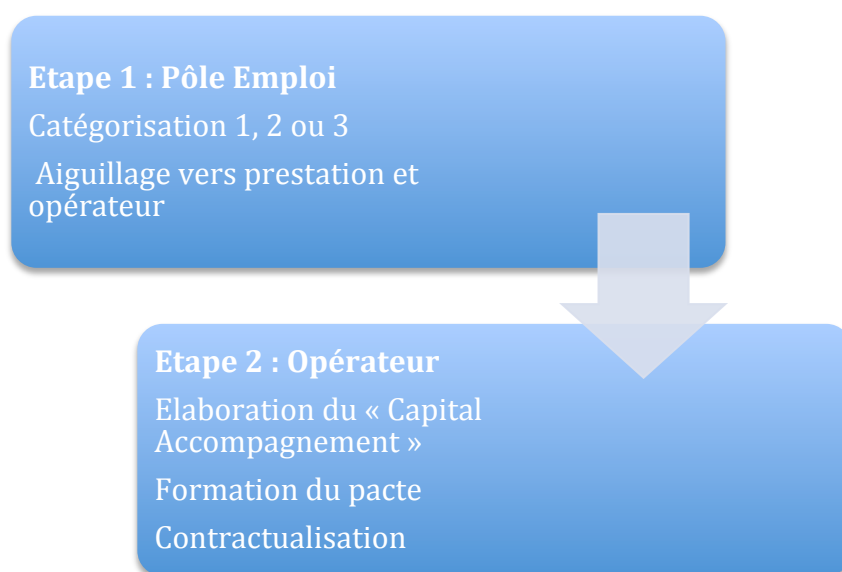 Etape 1 : Pôle Emploi
Catégorisation 1, 2 ou 3
Aiguillage vers prestation et
opérateur
Etape 2 : Opérateur
Elaboration du « Capital
Accompagnement »
Formation du pacte
Contractualisation